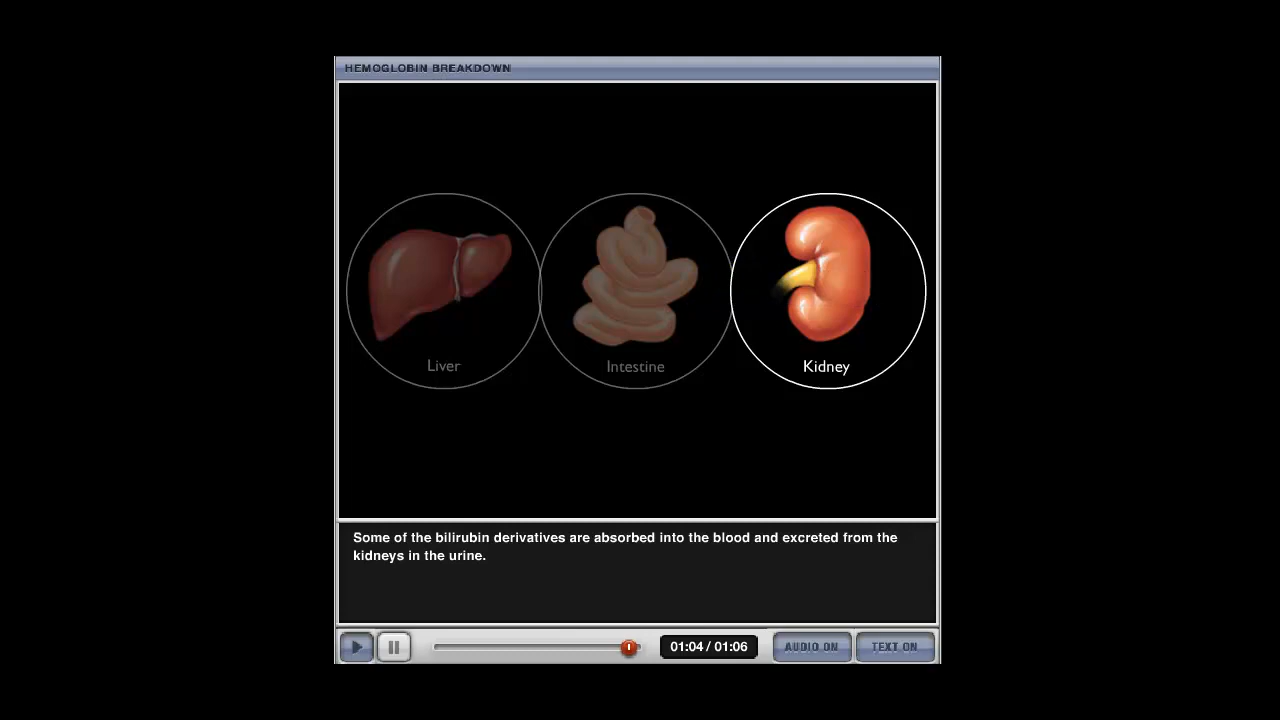 HEMOGLOBIN BREAKDOWN
Liver
Intestine
Kidney
Some of the bilirubin derivatives are absorbed into the blood and excreted from the
kidneys in the urine.
01:04 / 01:06
AUDIO ON
TEXT ON